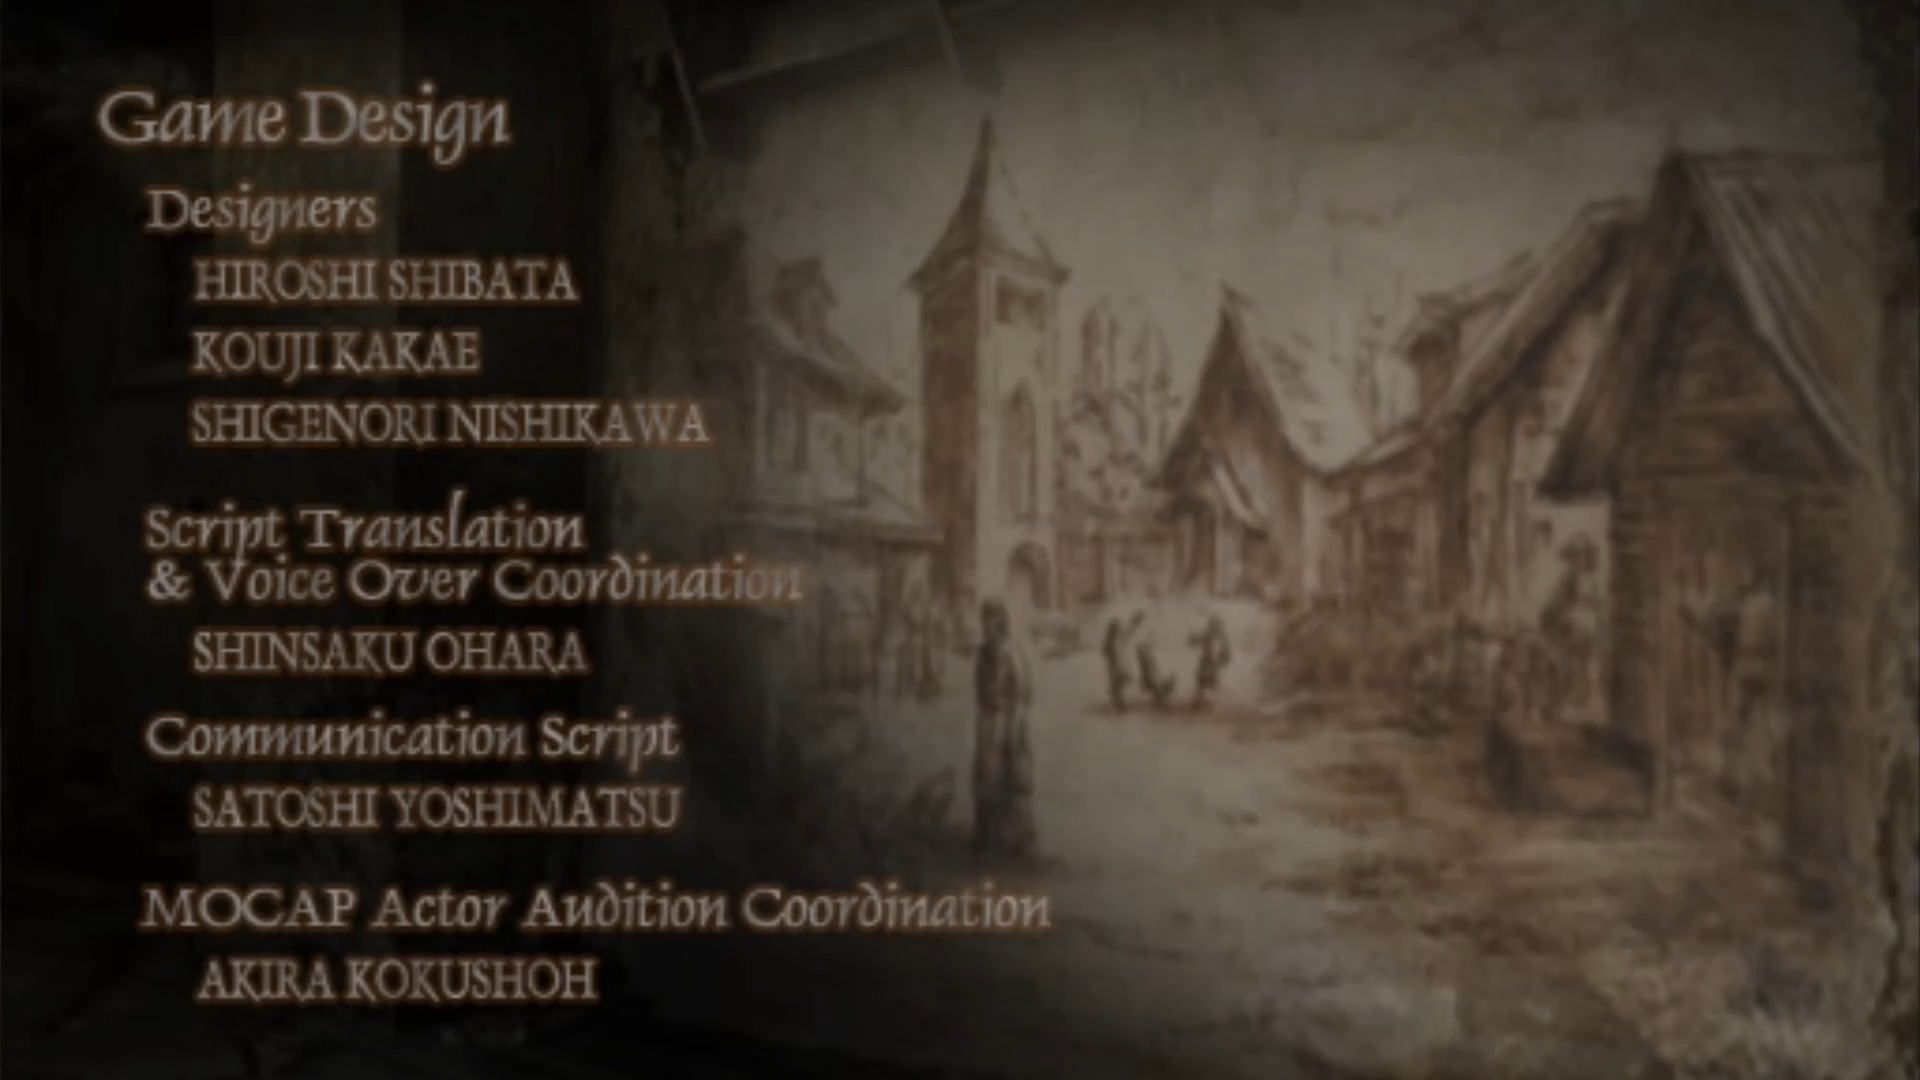 Game Design
Designers
HIROSHI SHIBATA
KOUJI KAKAE
SHIGENORI NISHIKAWA
Script Translation
& Voice Over Coordination
SHINSAKU OHARA
Communication Script
SATOSHI YOSHIMATSU
MOCAP Actor Audition Coordination
AKIRA KOKUSHOH